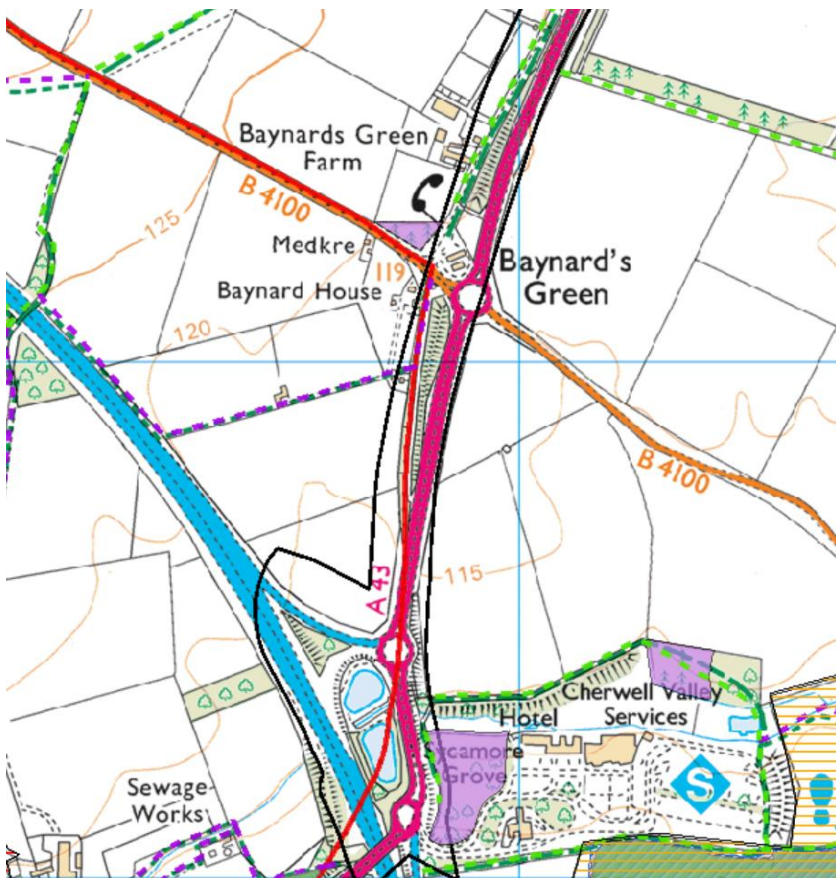 Baynards Green
Farm
B 4100
125
Medkre
119
Baynard's
Green
Baynard House
120
B 4100
A 43
115
Cherwell Valley
Hotel
Services
Sycamore
Grove
S
Sewage
Works